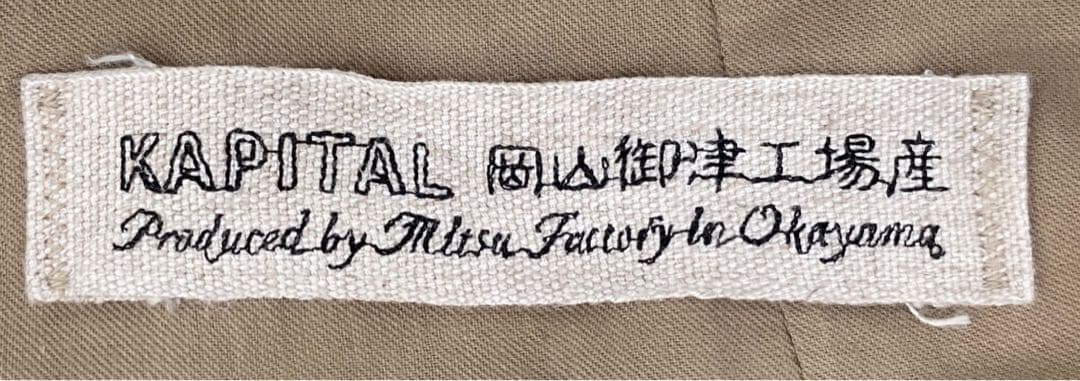 KAPITAL 岡山御津工場産
Produced by Mitsu Factory in Okayama